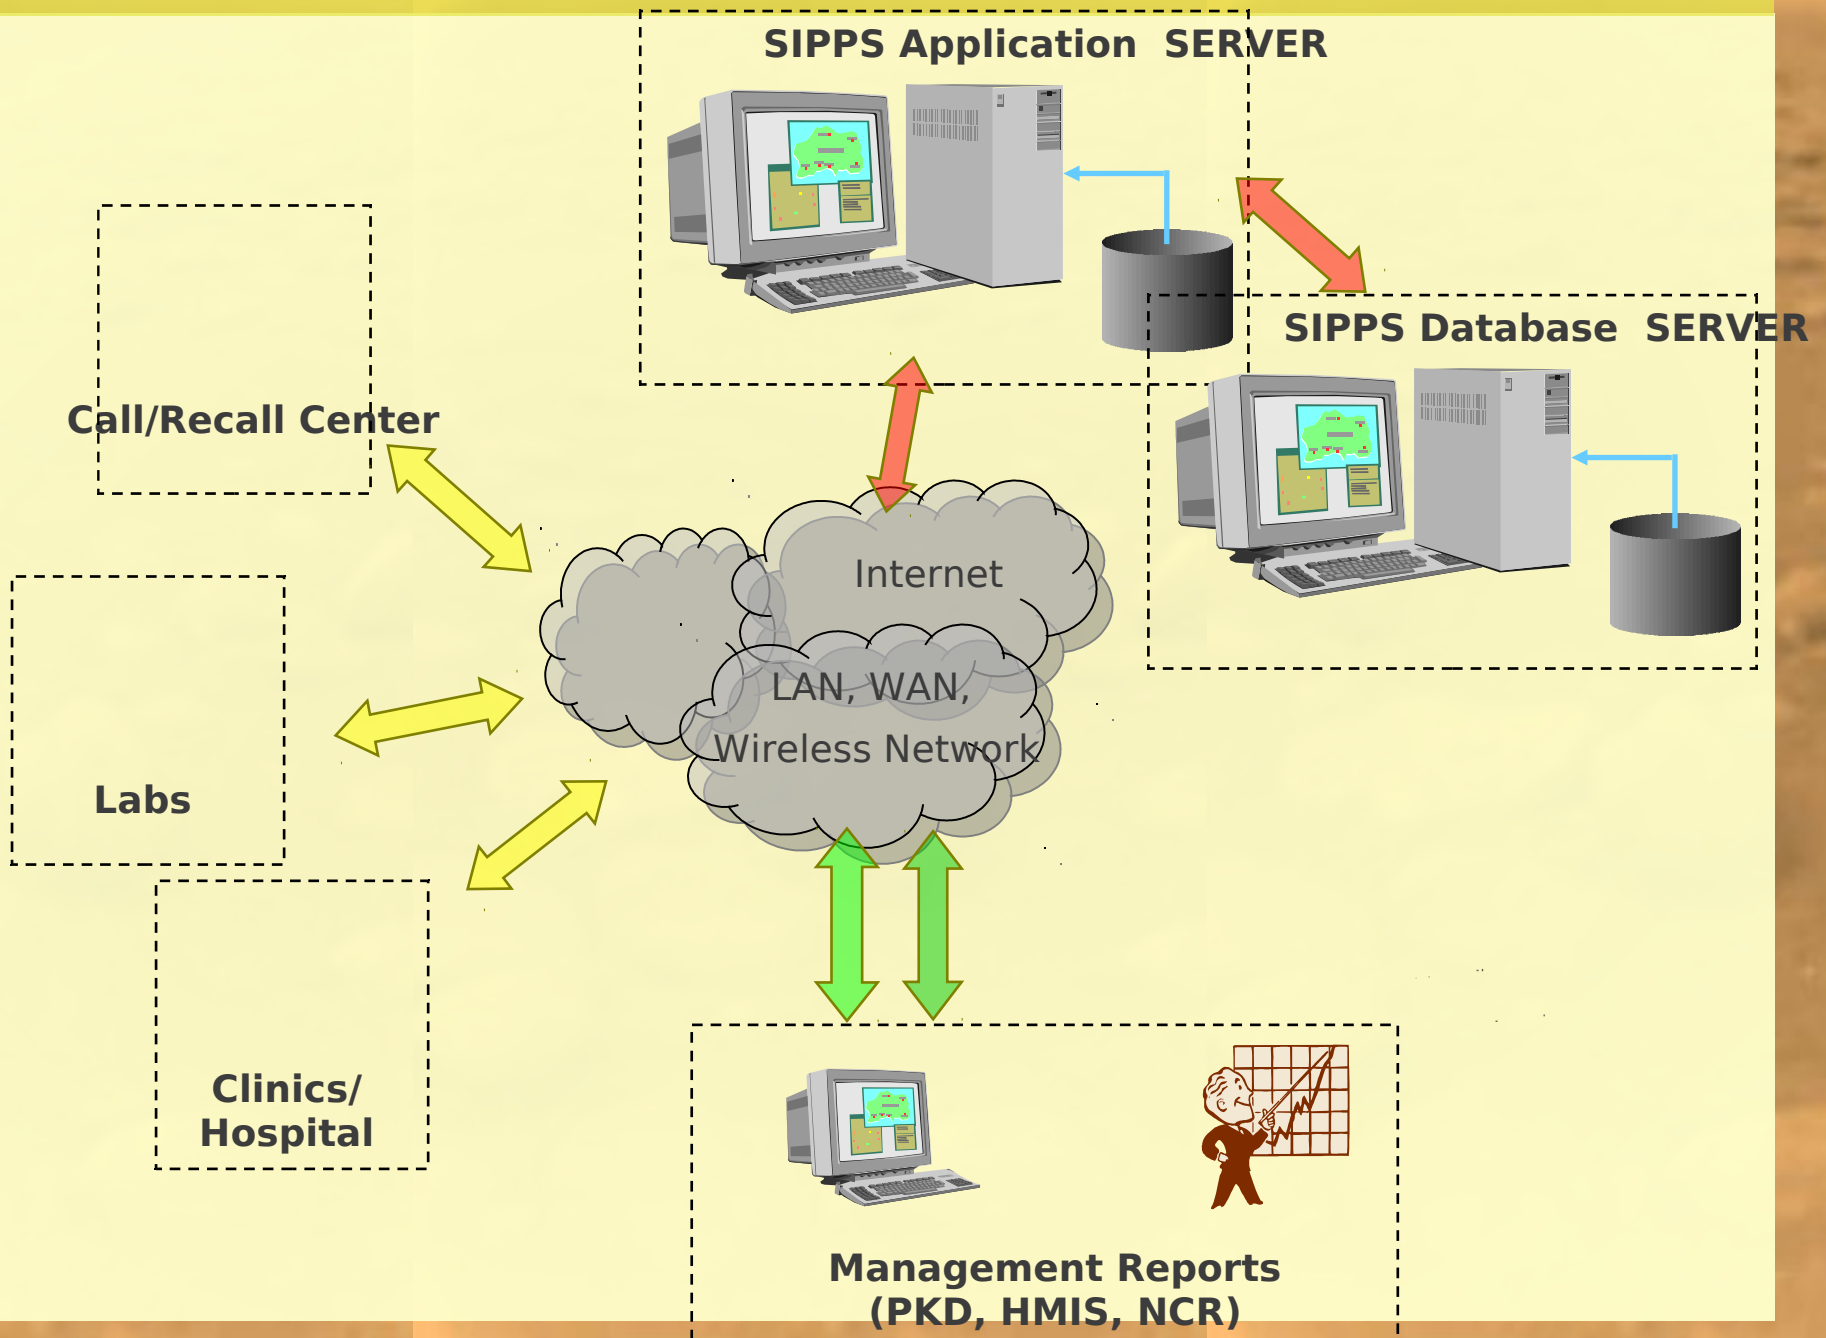 SIPPS Application  SERVER
SIPPS Database  SERVER
Call/Recall Center
Internet
LAN, WAN,
Wireless Network
Labs
Clinics/
Hospital
Management Reports
(PKD, HMIS, NCR)